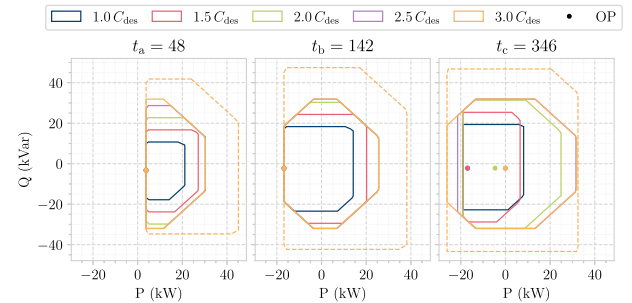 1.0 C_des 1.5 C_des 2.0 C_des 2.5 C_des 3.0 C_des OP
t_a = 48 t_b = 142 t_c = 346
40
20
0
−20
−40
Q (kVar)
−20 0 20 40 −20 0 20 40 −20 0 20 40
P (kW) P (kW) P (kW)